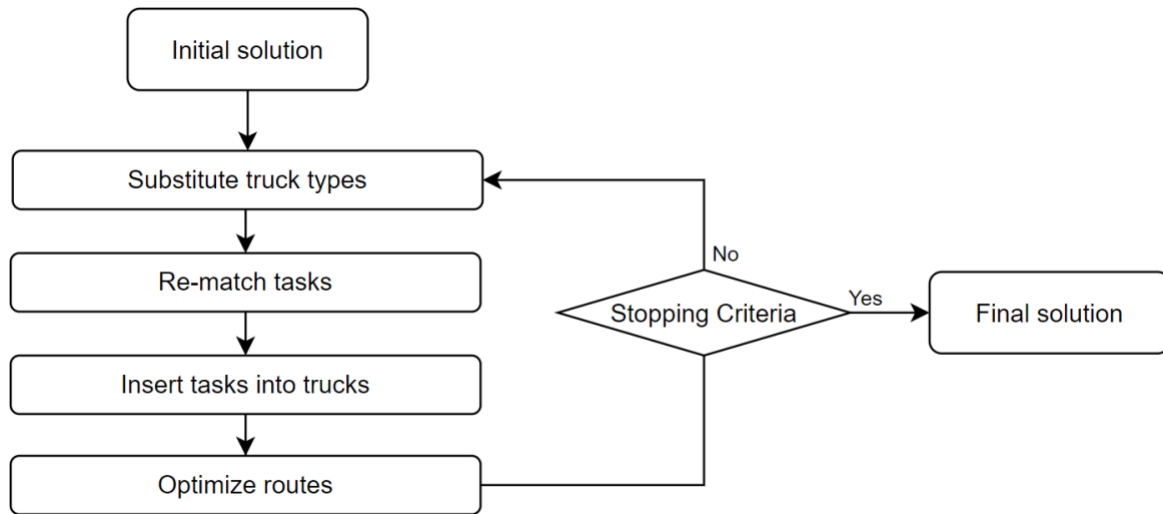 Initial solution
Substitute truck types
Re-match tasks
Insert tasks into trucks
Optimize routes
No
Stopping Criteria
Yes
Final solution